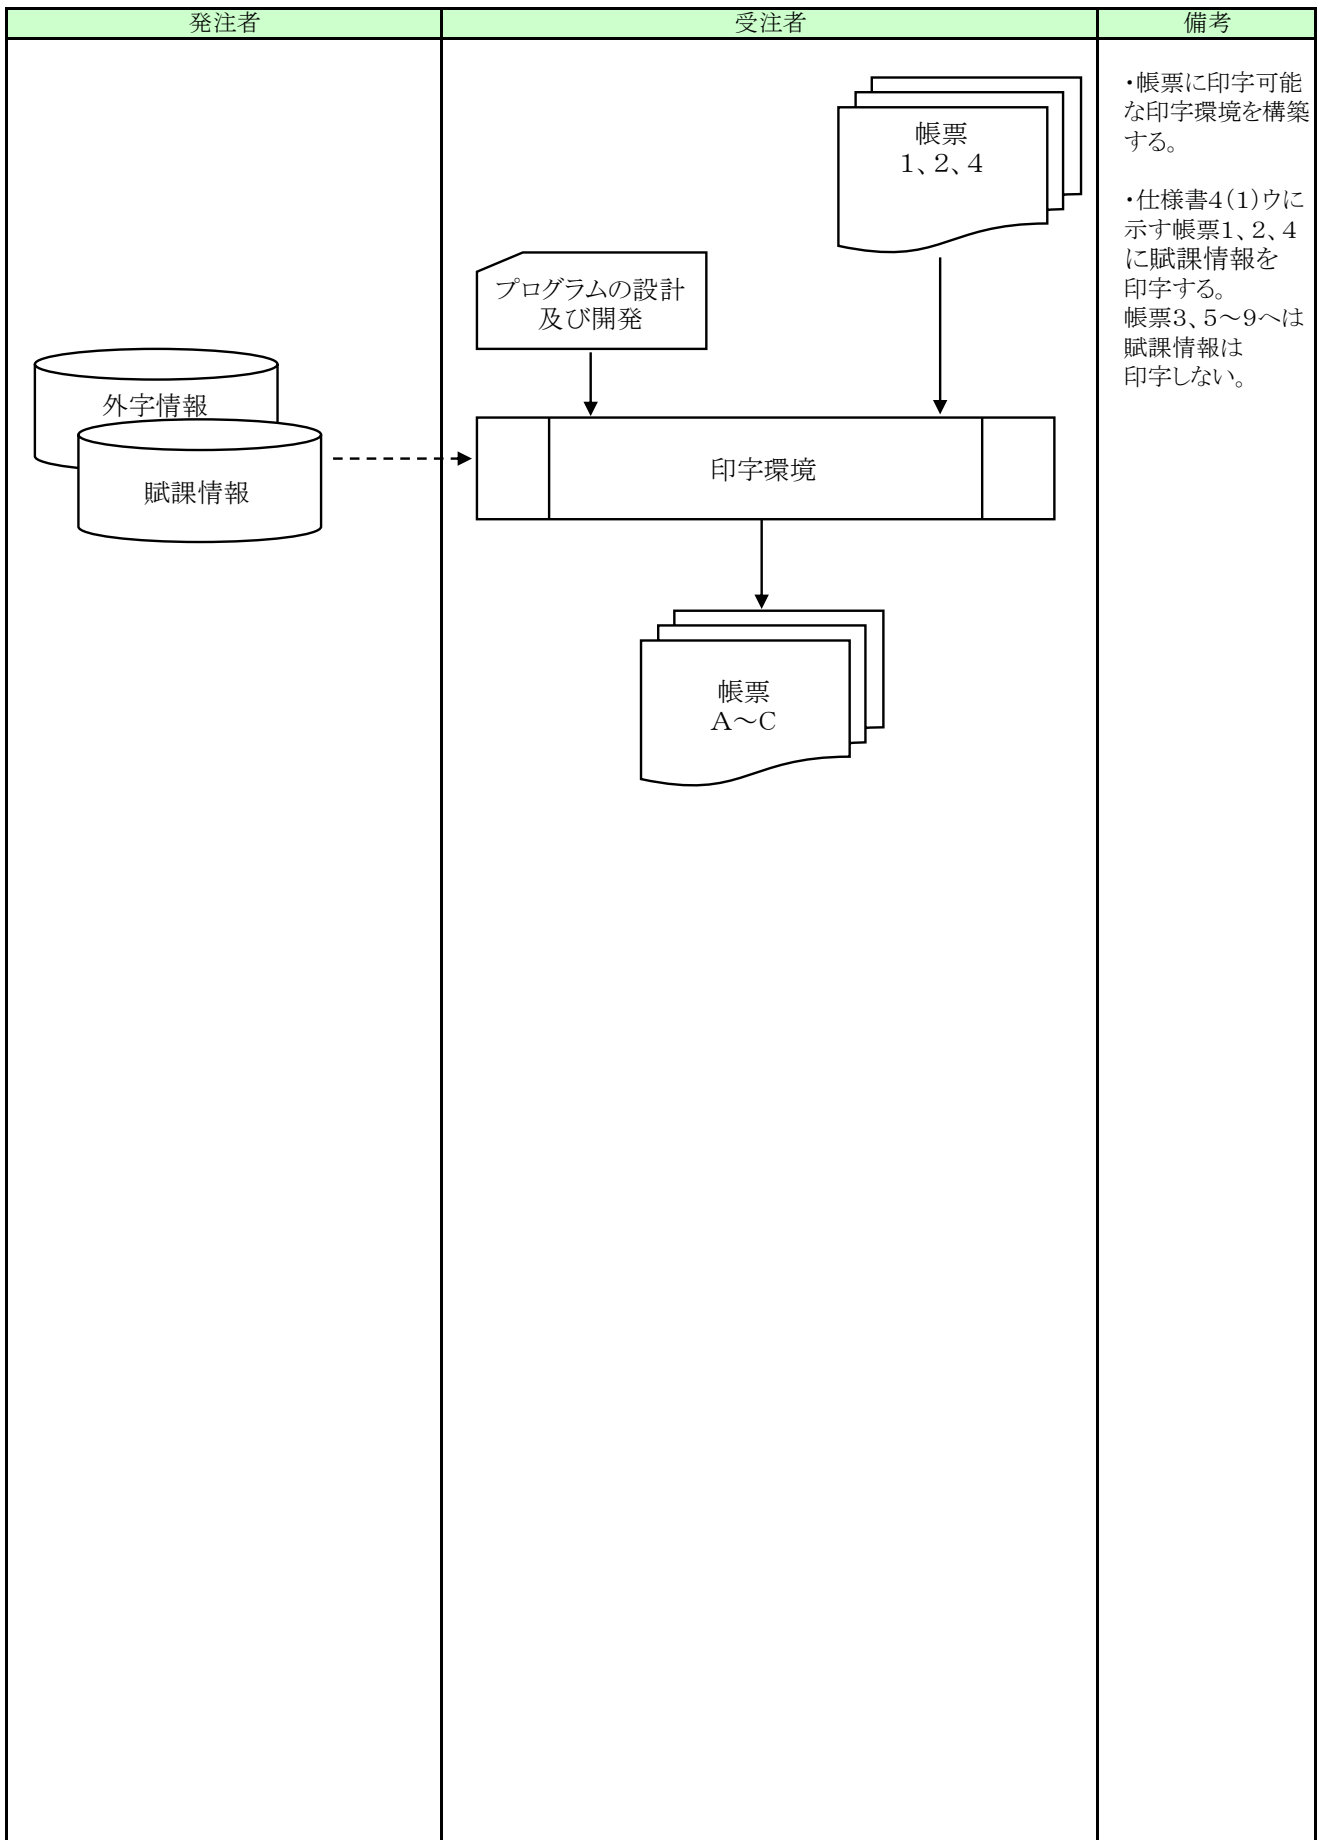 発注者
受注者
備考
帳票
1、2、4
プログラムの設計
及び開発
外字情報
賦課情報
印字環境
帳票
A～C
・帳票に印字可能
な印字環境を構築
する。
・仕様書4(1)ウに
示す帳票1、2、4
に賦課情報を
印字する。
帳票3、5～9へは
賦課情報は
印字しない。